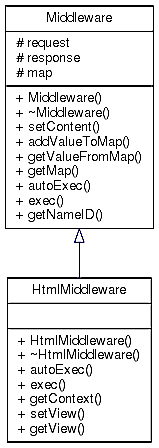 Middleware
# request
# response
# map
+ Middleware()
+ ~Middleware()
+ setContent()
+ addValueToMap()
+ getValueFromMap()
+ getMap()
+ autoExec()
+ exec()
+ getNameID()
HtmlMiddleware
+ HtmlMiddleware()
+ ~HtmlMiddleware()
+ autoExec()
+ exec()
+ getContext()
+ setView()
+ getView()